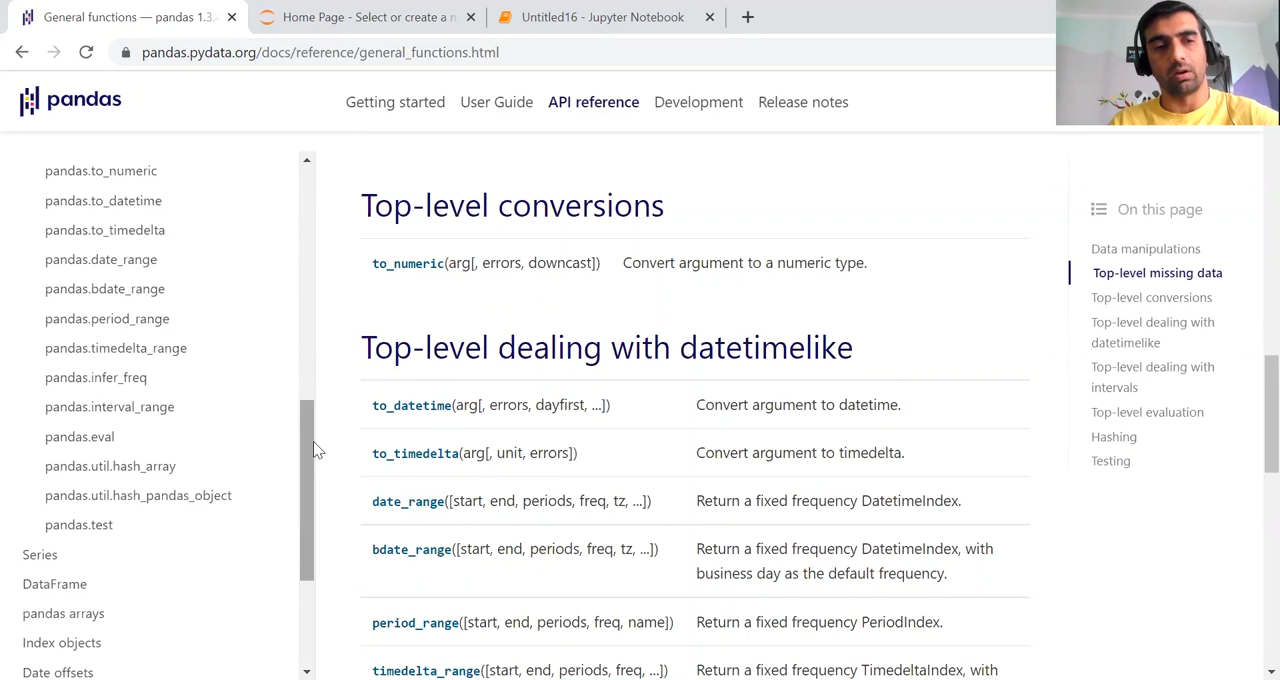 General functions — pandas 1.3.
Home Page - Select or create a n
Untitled16 - Jupyter Notebook
pandas.pydata.org/docs/reference/general_functions.html
pandas
Getting started
User Guide
API reference
Development
Release notes
pandas.to_numeric
pandas.to_datetime
pandas.to_timedelta
pandas.date_range
pandas.bdate_range
pandas.period_range
pandas.timedelta_range
pandas.infer_freq
pandas.interval_range
pandas.eval
pandas.util.hash_array
pandas.util.hash_pandas_object
pandas.test
Series
DataFrame
pandas arrays
Index objects
Date offsets
Top-level conversions
to_numeric(arg[, errors, downcast]) Convert argument to a numeric type.
Top-level dealing with datetimelike
to_datetime(arg[, errors, dayfirst, ...]) Convert argument to datetime.
to_timedelta(arg[, unit, errors]) Convert argument to timedelta.
date_range([start, end, periods, freq, tz, ...]) Return a fixed frequency DatetimeIndex.
bdate_range([start, end, periods, freq, tz, ...]) Return a fixed frequency DatetimeIndex, with
business day as the default frequency.
period_range([start, end, periods, freq, name]) Return a fixed frequency PeriodIndex.
timedelta_range([start, end, periods, freq, ...]) Return a fixed frequency TimedeltaIndex, with
On this page
Data manipulations
Top-level missing data
Top-level conversions
Top-level dealing with
datetimelike
Top-level dealing with
intervals
Top-level evaluation
Hashing
Testing